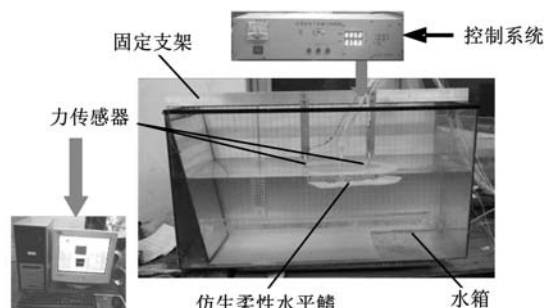 固定支架
控制系统
力传感器
仿生柔性水平鳍
水箱